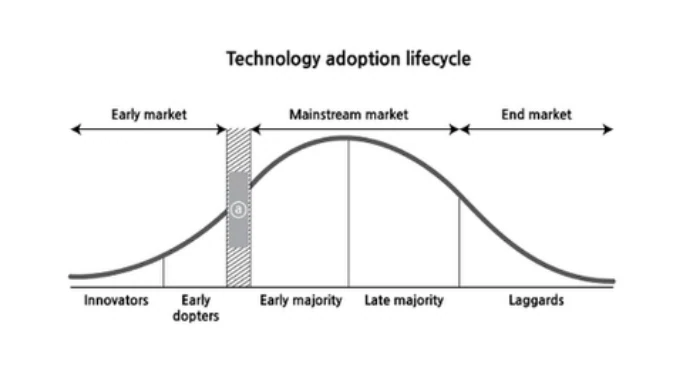 Technology adoption lifecycle
Early market
Mainstream market
End market
ⓐ
Innovators
Early
dopters
Early majority
Late majority
Laggards